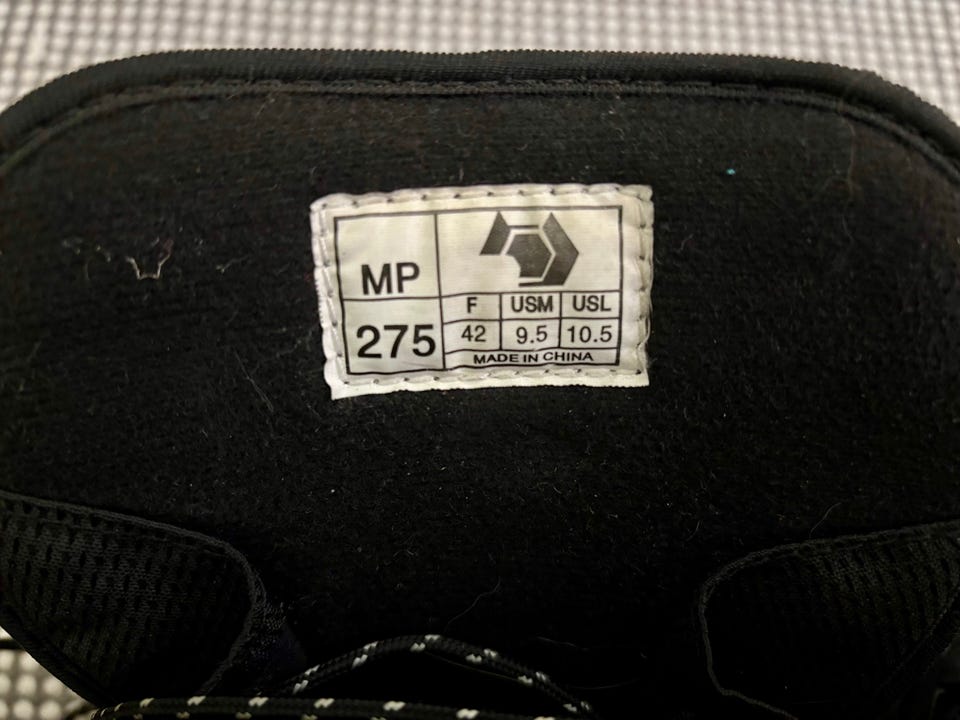 MP
275
F USM USL
42 9.5 10.5
MADE IN CHINA